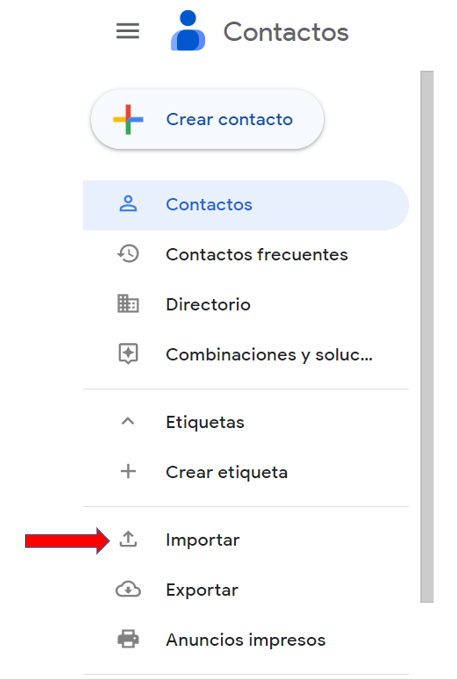 Contactos
Crear contacto
Contactos
Contactos frecuentes
Directorio
Combinaciones y soluc...
Etiquetas
Crear etiqueta
Importar
Exportar
Anuncios impresos